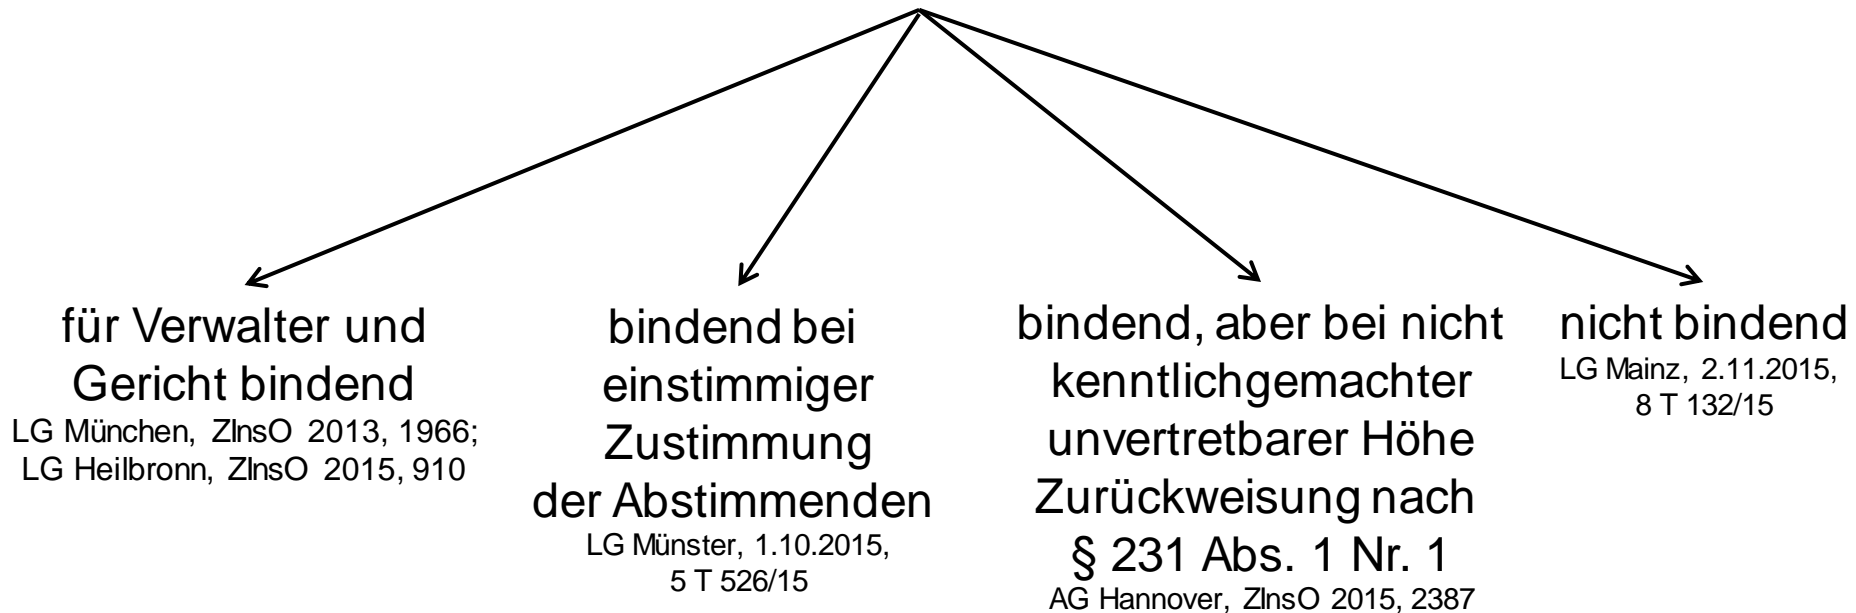 für Verwalter und
Gericht bindend
LG München, ZInsO 2013, 1966;
LG Heilbronn, ZInsO 2015, 910
bindend bei
einstimmiger
Zustimmung
der Abstimmenden
LG Münster, 1.10.2015,
5 T 526/15
bindend, aber bei nicht
kenntlichgemachter
unvertretbarer Höhe
Zurückweisung nach
§ 231 Abs. 1 Nr. 1
AG Hannover, ZInsO 2015, 2387
nicht bindend
LG Mainz, 2.11.2015,
8 T 132/15